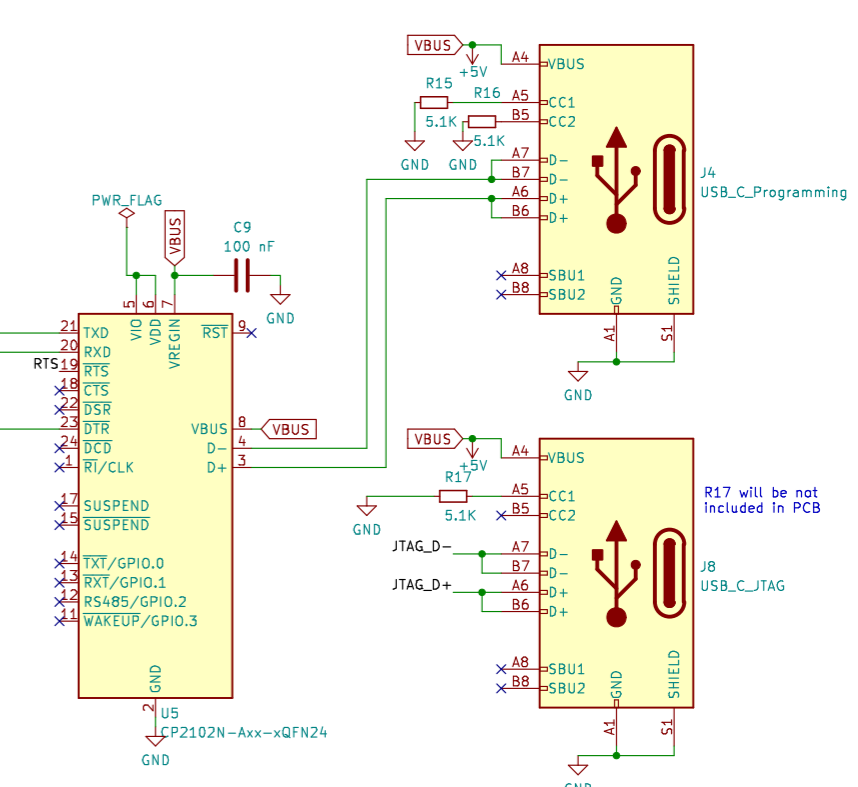 VBUS
+5V
A4
VBUS
R15
R16
A5
CC1
5.1K
B5
CC2
5.1K
GND
GND
A7
D-
B7
D-
A6
D+
B6
D+
J4
USB_C_Programming
A8
SBU1
B8
SBU2
GND
SHIELD
A1
S1
GND
PWR_FLAG
VBUS
C9
100 nF
GND
5
6
7
VIO
VDD
VREGIN
21
TXD
20
RXD
RTS
19
RTS
18
CTS
22
DSR
23
DTR
24
DCD
1
RI/CLK
17
SUSPEND
15
SUSPEND
14
TXT/GPIO.0
13
RXT/GPIO.1
12
RS485/GPIO.2
11
WAKEUP/GPIO.3
RST
9
VBUS
8
VBUS
D-
4
D+
3
GND
2
U5
CP2102N-Axx-xQFN24
GND
VBUS
+5V
A4
VBUS
R17
A5
CC1
5.1K
B5
CC2
GND
R17 will be not
included in PCB
JTAG_D-
A7
D-
B7
D-
JTAG_D+
A6
D+
B6
D+
J8
USB_C_JTAG
A8
SBU1
B8
SBU2
GND
SHIELD
A1
S1
GND